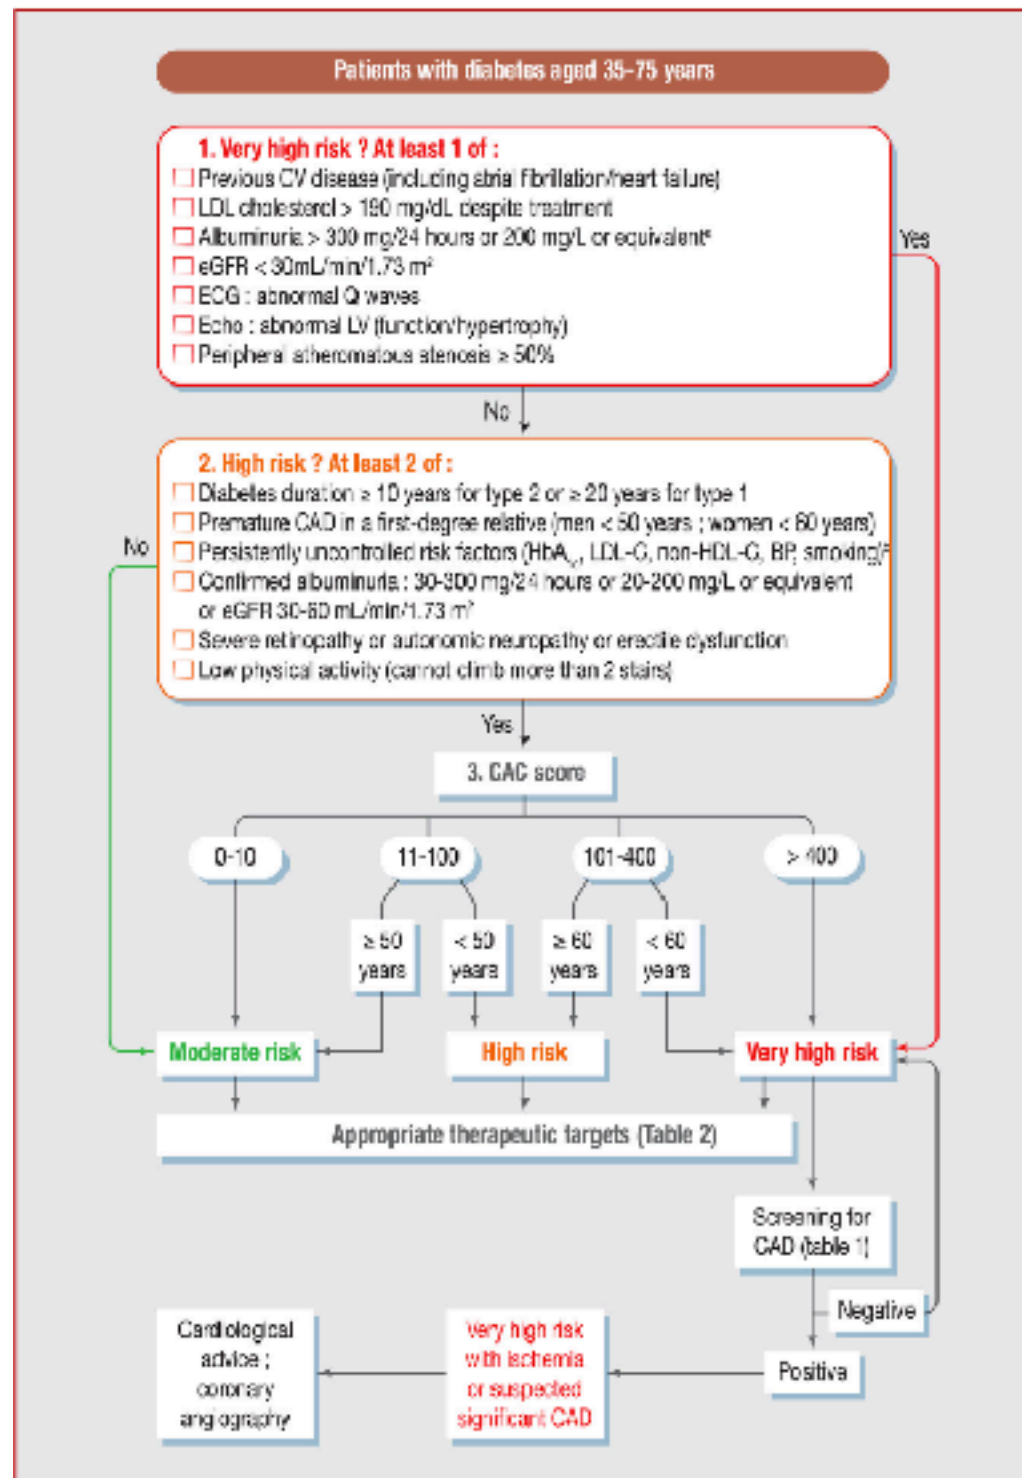 Patients with diabetes aged 35-75 years
1. Very high risk ? At least 1 of :
Previous CV disease (including atrial fibrillation/heart failure)
LDL cholesterol > 190 mg/dL despite treatment
Albuminuria > 300 mg/24 hours or 200 mg/L or equivalent
eGFR < 30mL/min/1.73 m²
ECG : abnormal Q waves
Echo : abnormal LV (function/hypertrophy)
Peripheral atheromatous stenosis ≥ 50%
Yes
No
2. High risk ? At least 2 of :
Diabetes duration ≥ 10 years for type 2 or ≥ 20 years for type 1
Premature CAD in a first-degree relative (men < 50 years ; women < 60 years)
Persistently uncontrolled risk factors (HbA, LDL-C, non-HDL-C, BP, smoking)
Confirmed albuminuria : 30-300 mg/24 hours or 20-200 mg/L or equivalent
or eGFR 30-60 mL/min/1.73 m²
Severe retinopathy or autonomic neuropathy or erectile dysfunction
Low physical activity (cannot climb more than 2 stairs)
No
Yes
3. CAC score
0-10
11-100
101-400
> 400
≥ 50
years
< 50
years
≥ 60
years
< 60
years
Moderate risk
High risk
Very high risk
Appropriate therapeutic targets (Table 2)
Screening for
CAD (table 1)
Negative
Positive
Very high risk
with ischemia
or suspected
significant CAD
Cardiological
advice ;
coronary
angiography